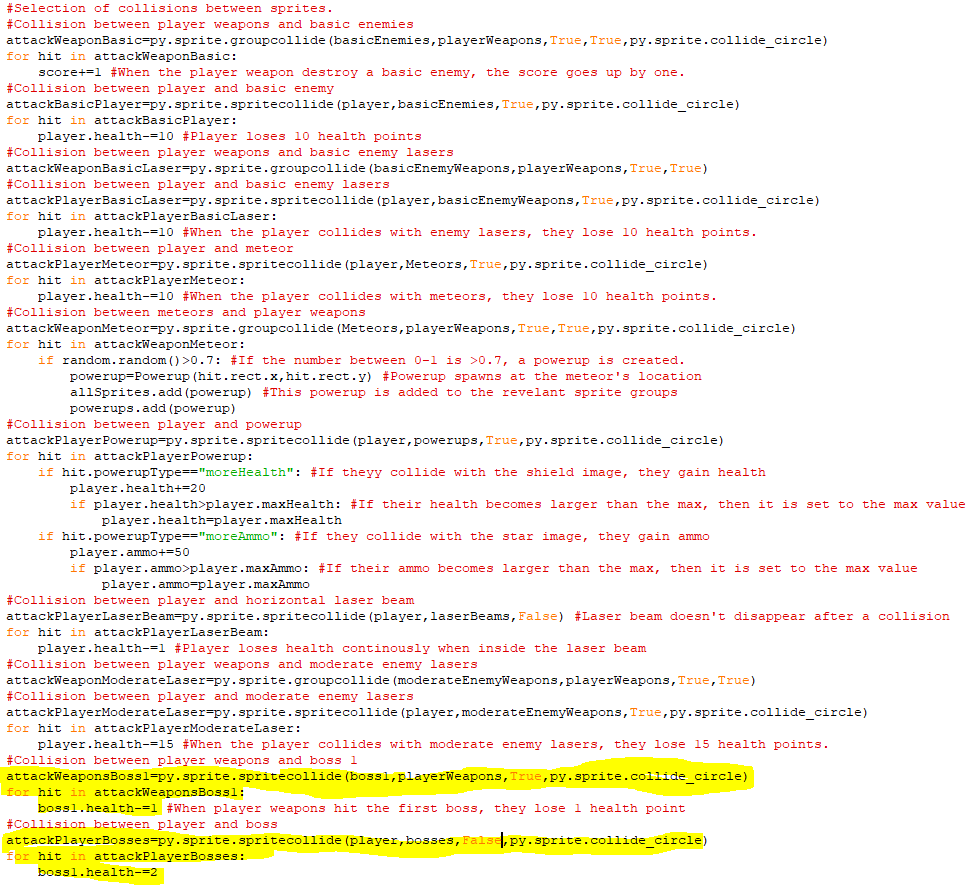 #Selection of collisions between sprites.
#Collision between player weapons and basic enemies
attackWeaponBasic=py.sprite.groupcollide(basicEnemies,playerWeapons,True,True,py.sprite.collide_circle)
for hit in attackWeaponBasic:
    score+=1 #When the player weapon destroy a basic enemy, the score goes up by one.
#Collision between player and basic enemy
attackBasicPlayer=py.sprite.spritecollide(player,basicEnemies,True,py.sprite.collide_circle)
for hit in attackBasicPlayer:
    player.health-=10 #Player loses 10 health points
#Collision between player weapons and basic enemy lasers
attackWeaponBasicLaser=py.sprite.groupcollide(basicEnemyWeapons,playerWeapons,True,True)
#Collision between player and basic enemy lasers
attackPlayerBasicLaser=py.sprite.spritecollide(player,basicEnemyWeapons,True,py.sprite.collide_circle)
for hit in attackPlayerBasicLaser:
    player.health-=10 #When the player collides with enemy lasers, they lose 10 health points.
#Collision between player and meteor
attackPlayerMeteor=py.sprite.spritecollide(player,Meteors,True,py.sprite.collide_circle)
for hit in attackPlayerMeteor:
    player.health-=10 #When the player collides with meteors, they lose 10 health points.
#Collision between meteors and player weapons
attackWeaponMeteor=py.sprite.groupcollide(Meteors,playerWeapons,True,True,py.sprite.collide_circle)
for hit in attackWeaponMeteor:
    if random.random()>0.7: #If the number between 0-1 is >0.7, a powerup is created.
        powerup=Powerup(hit.rect.x,hit.rect.y) #Powerup spawns at the meteor's location
        allSprites.add(powerup) #This powerup is added to the revelant sprite groups
        powerups.add(powerup)
#Collision between player and powerup
attackPlayerPowerup=py.sprite.spritecollide(player,powerups,True,py.sprite.collide_circle)
for hit in attackPlayerPowerup:
    if hit.powerupType=="moreHealth": #If theyy collide with the shield image, they gain health
        player.health+=20
        if player.health>player.maxHealth: #If their health becomes larger than the max, then it is set to the max value
            player.health=player.maxHealth
    if hit.powerupType=="moreAmmo": #If they collide with the star image, they gain ammo
        player.ammo+=50
        if player.ammo>player.maxAmmo: #If their ammo becomes larger than the max, then it is set to the max value
            player.ammo=player.maxAmmo
#Collision between player and horizontal laser beam
attackPlayerLaserBeam=py.sprite.spritecollide(player,laserBeams,False) #Laser beam doesn't disappear after a collision
for hit in attackPlayerLaserBeam:
    player.health-=1 #Player loses health continously when inside the laser beam
#Collision between player weapons and moderate enemy lasers
attackWeaponModerateLaser=py.sprite.groupcollide(moderateEnemyWeapons,playerWeapons,True,True)
#Collision between player and moderate enemy lasers
attackPlayerModerateLaser=py.sprite.spritecollide(player,moderateEnemyWeapons,True,py.sprite.collide_circle)
for hit in attackPlayerModerateLaser:
    player.health-=15 #When the player collides with moderate enemy lasers, they lose 15 health points.
#Collision between player weapons and boss 1
attackWeaponsBoss1=py.sprite.spritecollide(boss1,playerWeapons,True,py.sprite.collide_circle)
for hit in attackWeaponsBoss1:
    boss1.health-=1 #When player weapons hit the first boss, they lose 1 health point
#Collision between player and boss
attackPlayerBosses=py.sprite.spritecollide(player,bosses,False,py.sprite.collide_circle)
for hit in attackPlayerBosses:
    boss1.health-=2